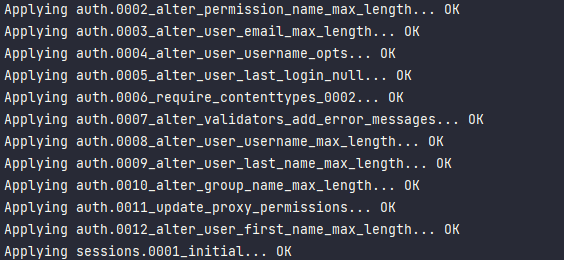 Applying auth.0002_alter_permission_name_max_length... OK
Applying auth.0003_alter_user_email_max_length... OK
Applying auth.0004_alter_user_username_opts... OK
Applying auth.0005_alter_user_last_login_null... OK
Applying auth.0006_require_contenttypes_0002... OK
Applying auth.0007_alter_validators_add_error_messages... OK
Applying auth.0008_alter_user_username_max_length... OK
Applying auth.0009_alter_user_last_name_max_length... OK
Applying auth.0010_alter_group_name_max_length... OK
Applying auth.0011_update_proxy_permissions... OK
Applying auth.0012_alter_user_first_name_max_length... OK
Applying sessions.0001_initial... OK